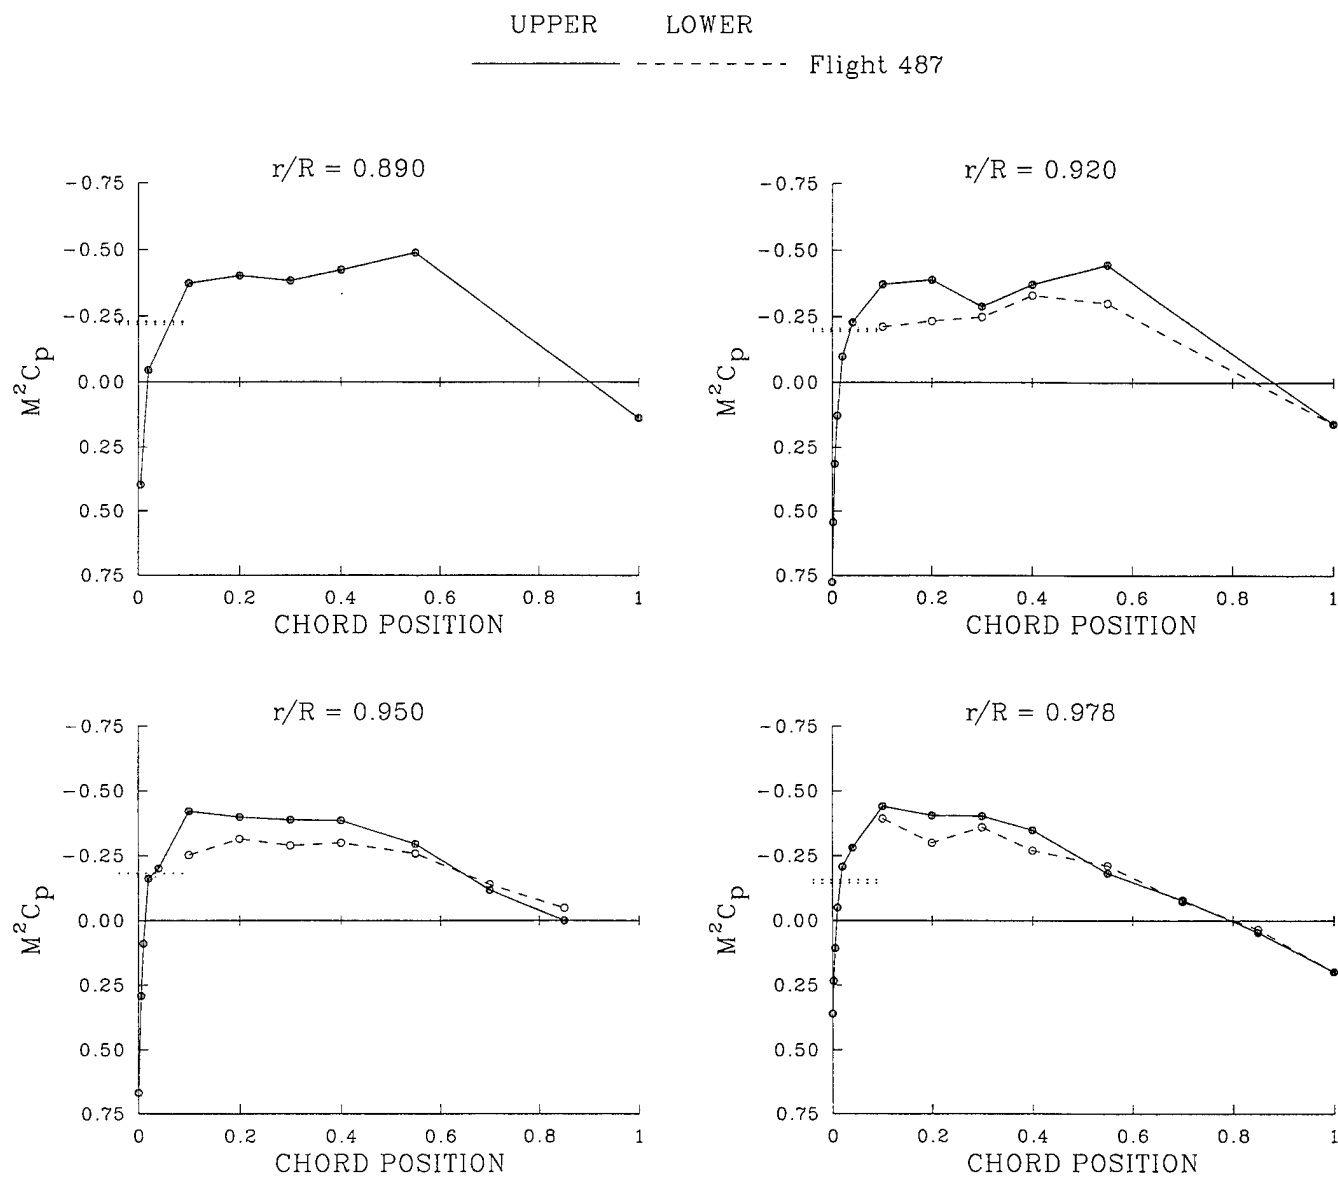 UPPER LOWER
Flight 487
r/R = 0.890
-0.75
-0.50
-0.25
0.00
0.25
0.50
0.75
M²Cp
0 0.2 0.4 0.6 0.8 1
CHORD POSITION
r/R = 0.920
-0.75
-0.50
-0.25
0.00
0.25
0.50
0.75
M²Cp
0 0.2 0.4 0.6 0.8 1
CHORD POSITION
r/R = 0.950
-0.75
-0.50
-0.25
0.00
0.25
0.50
0.75
M²Cp
0 0.2 0.4 0.6 0.8 1
CHORD POSITION
r/R = 0.978
-0.75
-0.50
-0.25
0.00
0.25
0.50
0.75
M²Cp
0 0.2 0.4 0.6 0.8 1
CHORD POSITION